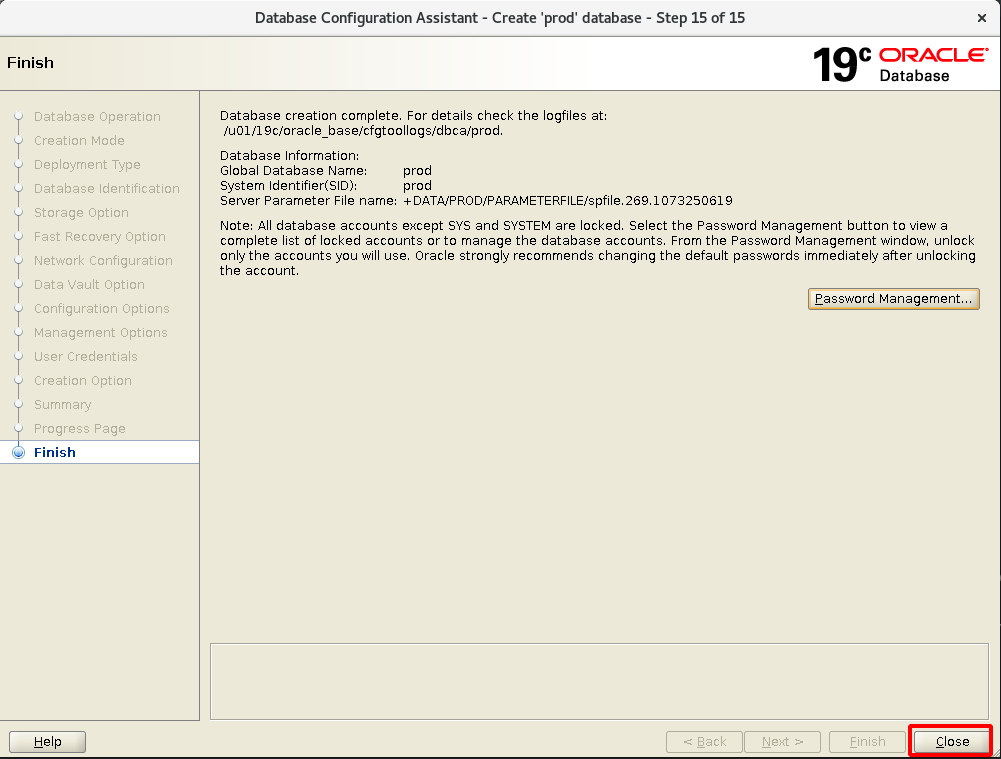 Database Configuration Assistant - Create 'prod' database - Step 15 of 15
×
Finish
19c ORACLE®
Database
Database Operation
Creation Mode
Deployment Type
Database Identification
Storage Option
Fast Recovery Option
Network Configuration
Data Vault Option
Configuration Options
Management Options
User Credentials
Creation Option
Summary
Progress Page
Finish
Database creation complete. For details check the logfiles at:
/u01/19c/oracle_base/cfgtoollogs/dbca/prod.
Database Information:
Global Database Name: prod
System Identifier(SID): prod
Server Parameter File name: +DATA/PROD/PARAMETERFILE/spfile.269.1073250619
Note: All database accounts except SYS and SYSTEM are locked. Select the Password Management button to view a
complete list of locked accounts or to manage the database accounts. From the Password Management window, unlock
only the accounts you will use. Oracle strongly recommends changing the default passwords immediately after unlocking
the account.
Password Management...
Help
< Back
Next >
Finish
Close